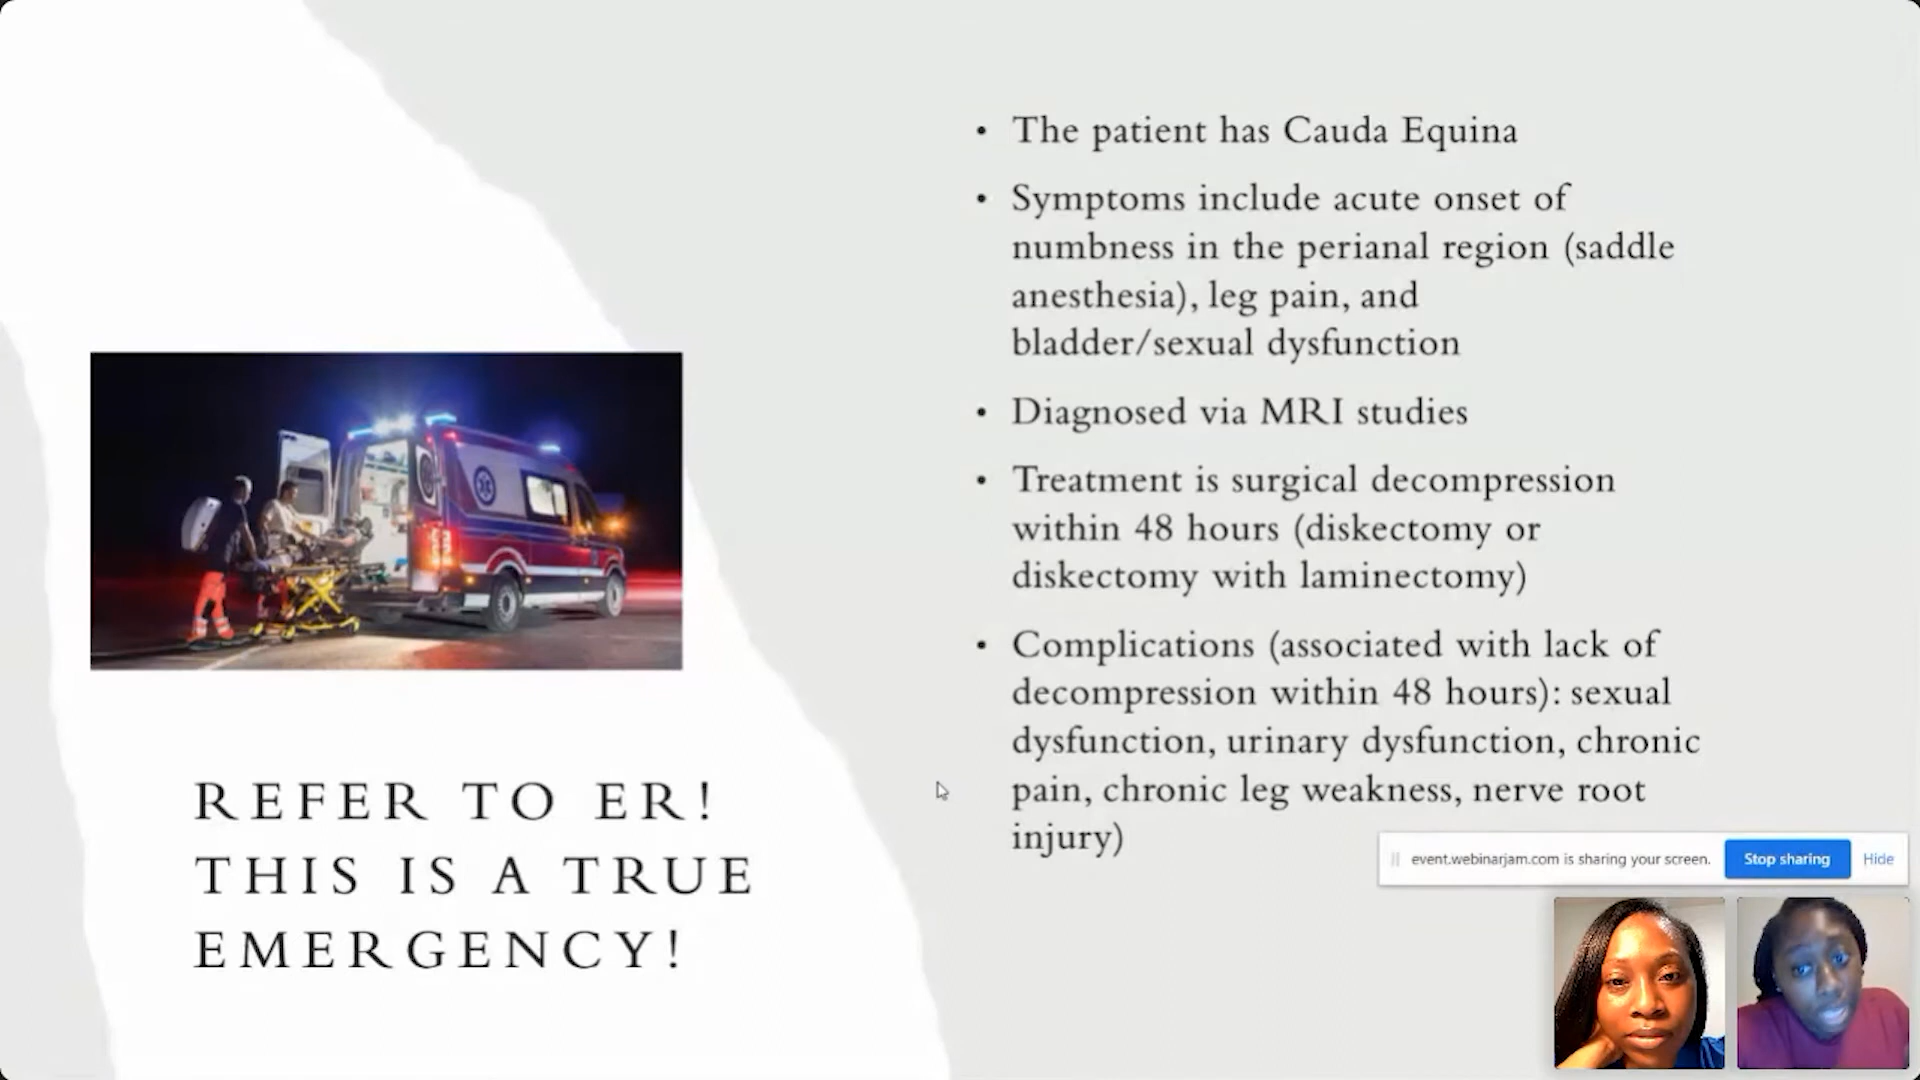 REFER TO ER!
THIS IS A TRUE
EMERGENCY!
• The patient has Cauda Equina
• Symptoms include acute onset of
numbness in the perianal region (saddle
anesthesia), leg pain, and
bladder/sexual dysfunction
• Diagnosed via MRI studies
• Treatment is surgical decompression
within 48 hours (diskectomy or
diskectomy with laminectomy)
• Complications (associated with lack of
decompression within 48 hours): sexual
dysfunction, urinary dysfunction, chronic
pain, chronic leg weakness, nerve root
injury)
event.webinarjam.com is sharing your screen. Stop sharing Hide